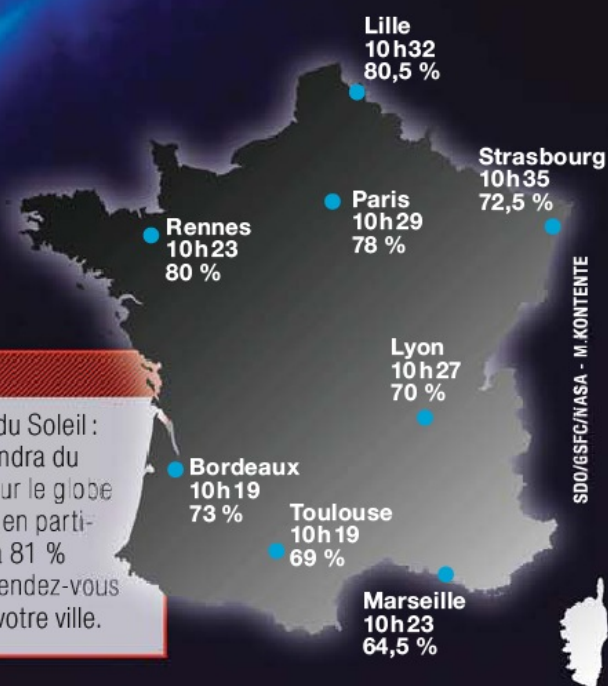 Lille
10h32
80,5 %
Strasbourg
10h35
72,5 %
Paris
10h29
78 %
Rennes
10h23
80 %
Lyon
10h27
70 %
Bordeaux
10h19
73 %
Toulouse
10h19
69 %
Marseille
10h23
64,5 %
du Soleil :
ndra du
ur le globe
en parti-
à 81 %
endez-vous
votre ville.
SDO/GSFC/NASA - M.KONTENTE